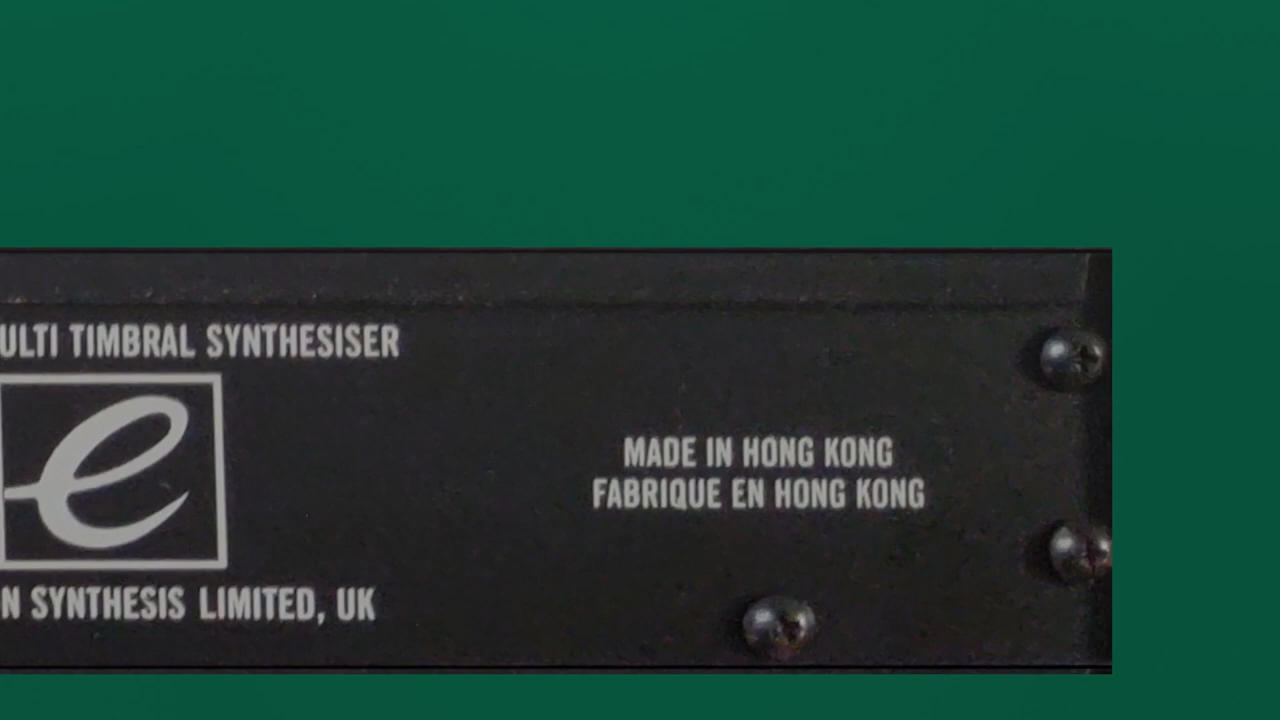 ULTI TIMBRAL SYNTHESISER
e
MADE IN HONG KONG
FABRIQUE EN HONG KONG
N SYNTHESIS LIMITED, UK